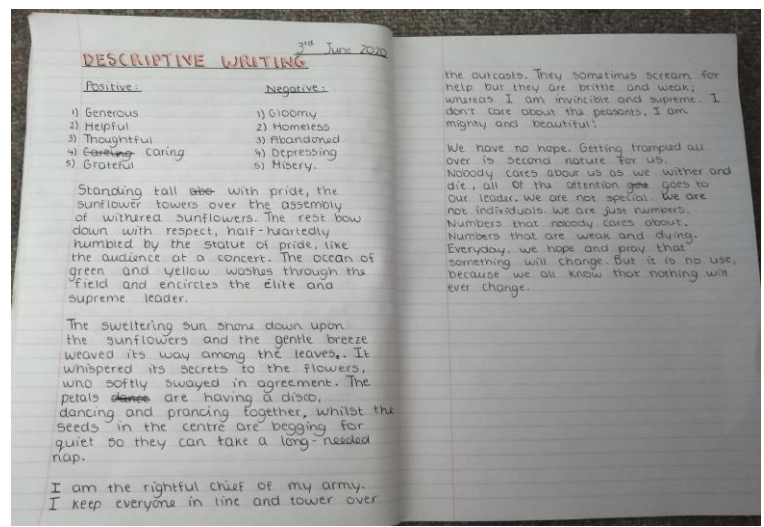 3rd June 2020
DESCRIPTIVE WRITING
Positive:
1) Generous
2) Helpful
3) Thoughtful
4) Careing caring
5) Grateful
Negative:
1) Gloomy
2) Homeless
3) Abandoned
4) Depressing
5) Misery.
Standing tall abo with pride, the
sunflower towers over the assembly
of withered sunflowers. The rest bow
down with respect, half-heartedly
humbled by the statue of pride, like
the audience at a concert. The ocean of
green and yellow washes through the
field and encircles the élite and
supreme leader.
The sweltering sun shone down upon
the sunflowers and the gentle breeze
weaved its way among the leaves. It
whispered its secrets to the flowers,
who softly swayed in agreement. The
petals dance are having a disco,
dancing and prancing together, whilst the
seeds in the centre are begging for
quiet so they can take a long-needed
nap.
I am the rightful chief of my army.
I keep everyone in line and tower over
the outcasts. They sometimes scream for
help but they are brittle and weak;
whereas I am invincible and supreme. I
don't care about the peasants, I am
mighty and beautiful!
We have no hope. Getting trampled all
over is second nature for us.
Nobody cares about us as we wither and
die, all of the attention goe goes to
our leader. We are not special. We are
not individuals. We are just numbers.
Numbers that nobody cares about.
Numbers that are weak and dying.
Everyday, we hope and pray that
something will change. But it is no use,
because we all know that nothing will
ever change.